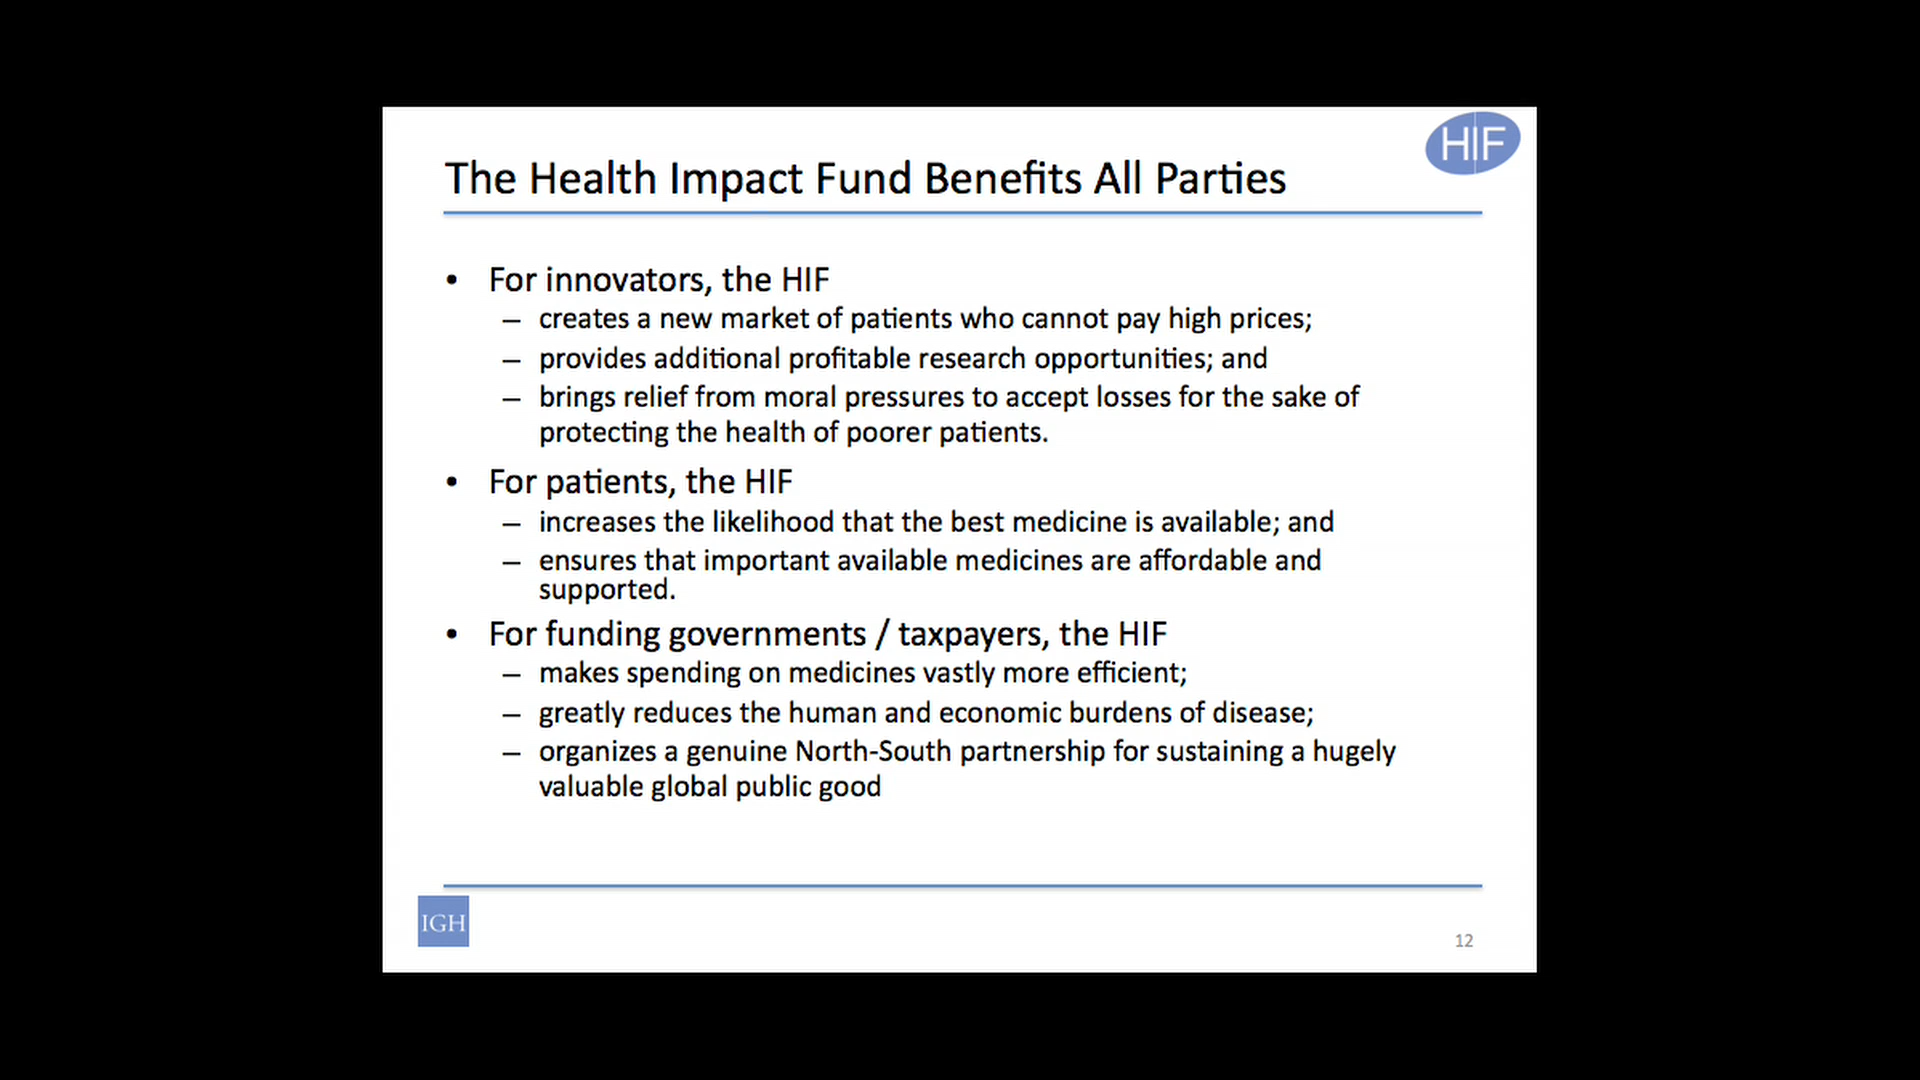 HIF
The Health Impact Fund Benefits All Parties
• For innovators, the HIF
– creates a new market of patients who cannot pay high prices;
– provides additional profitable research opportunities; and
– brings relief from moral pressures to accept losses for the sake of
protecting the health of poorer patients.
• For patients, the HIF
– increases the likelihood that the best medicine is available; and
– ensures that important available medicines are affordable and
supported.
• For funding governments / taxpayers, the HIF
– makes spending on medicines vastly more efficient;
– greatly reduces the human and economic burdens of disease;
– organizes a genuine North-South partnership for sustaining a hugely
valuable global public good
IGH
12